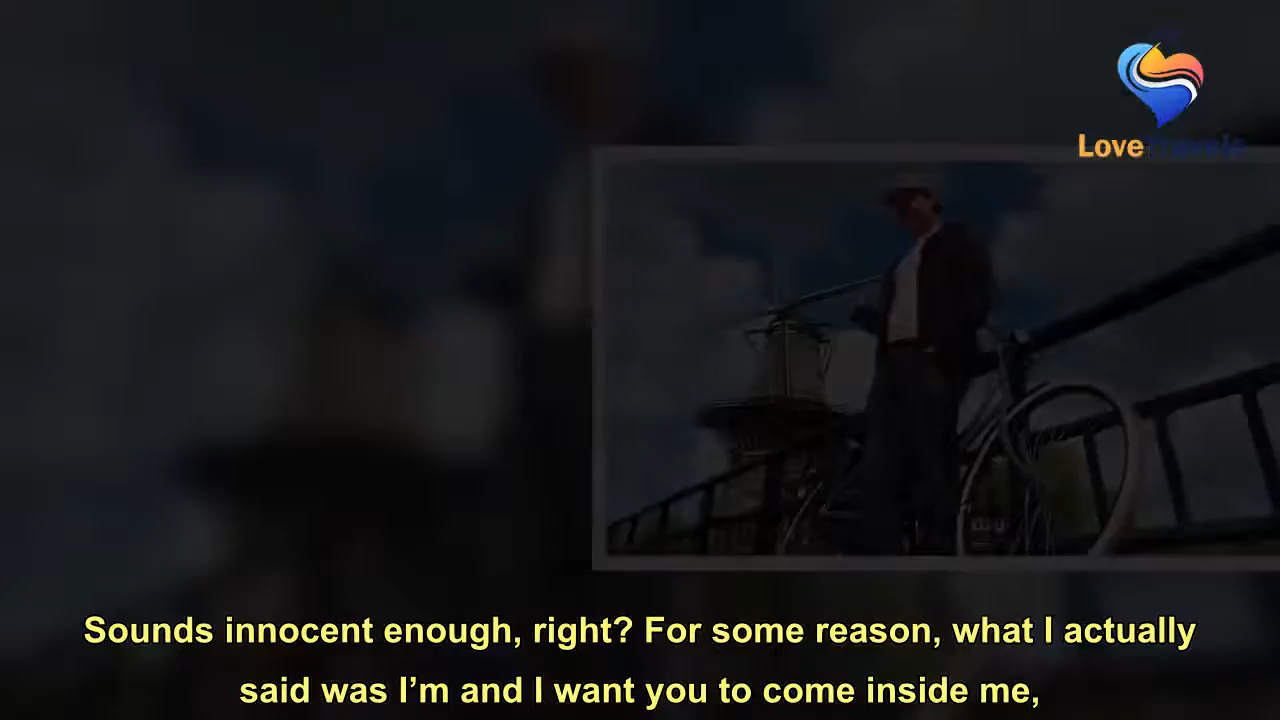 Love Travels
Sounds innocent enough, right? For some reason, what I actually
said was I’m and I want you to come inside me,